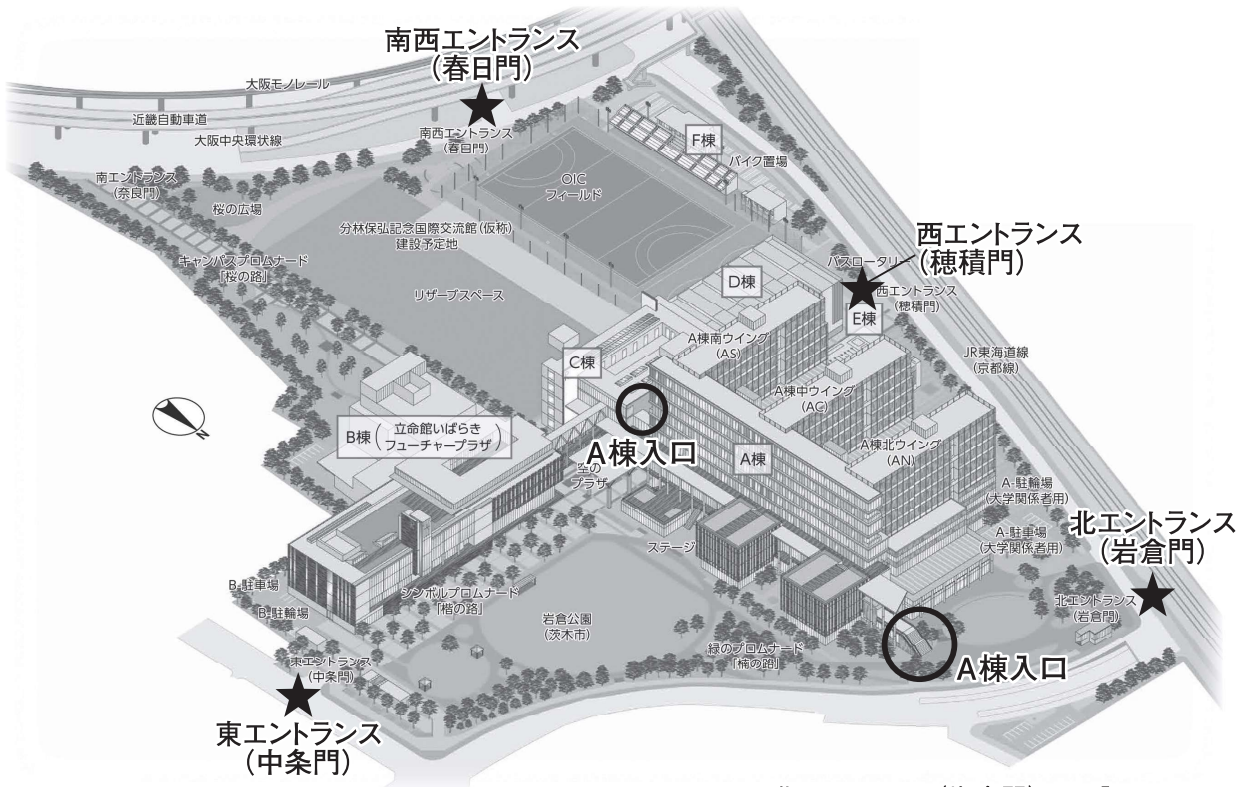 南西エントランス
(春日門)
大阪モノレール
近畿自動車道
大阪中央環状線
南西エントランス
(春日門)
F棟
バイク置場
OIC
フィールド
南エントランス
(奈良門)
桜の広場
分林保弘記念国際交流館(仮称)
建設予定地
キャンパスプロムナード
「桜の路」
リザーブスペース
西エントランス
(穂積門)
バスロータリー
西エントランス
(穂積門)
D棟
E棟
A棟南ウイング
(AS)
JR東海道線
(京都線)
C棟
A棟中ウイング
(AC)
B棟(立命館いばらき
フューチャープラザ)
A棟入口
A棟
A棟北ウイング
(AN)
空の
プラザ
A-駐輪場
(大学関係者用)
A-駐車場
(大学関係者用)
北エントランス
(岩倉門)
ステージ
B-駐車場
B-駐輪場
シンボルプロムナード
「楷の路」
岩倉公園
(茨木市)
北エントランス
(岩倉門)
緑のプロムナード
「楠の路」
A棟入口
東エントランス
(中条門)
東エントランス
(中条門)
N